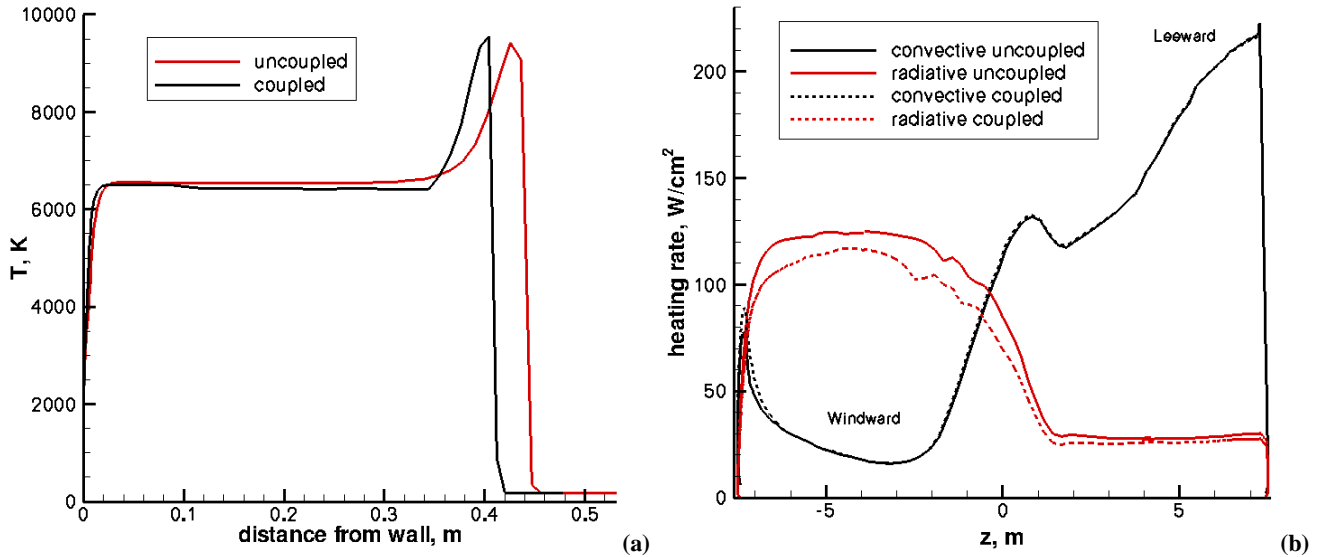 10000
8000
6000
4000
2000
0
T, K
uncoupled
coupled
0
0.1
0.2
0.3
0.4
0.5
distance from wall, m
(a)
200
150
100
50
0
heating rate, W/cm2
convective uncoupled
radiative uncoupled
convective coupled
radiative coupled
Leeward
Windward
-5
0
5
z, m
(b)